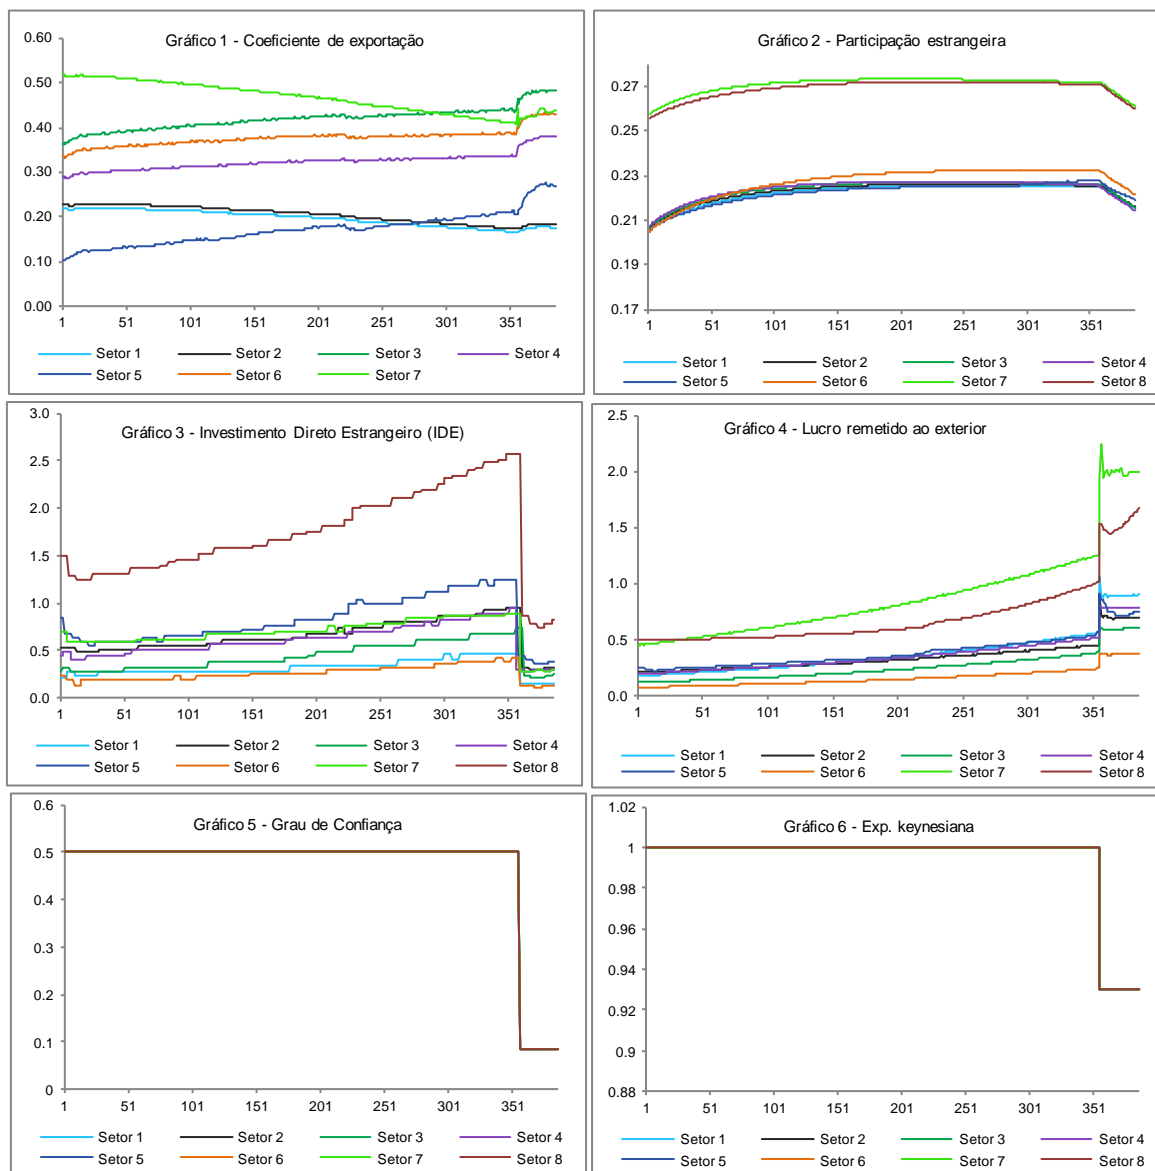 Gráfico 1 - Coeficiente de exportação
0.60
0.50
0.40
0.30
0.20
0.10
0.00
1 51 101 151 201 251 301 351
Setor 1 Setor 2 Setor 3 Setor 4
Setor 5 Setor 6 Setor 7
Gráfico 2 - Participação estrangeira
0.27
0.25
0.23
0.21
0.19
0.17
1 51 101 151 201 251 301 351
Setor 1 Setor 2 Setor 3 Setor 4
Setor 5 Setor 6 Setor 7 Setor 8
Gráfico 3 - Investimento Direto Estrangeiro (IDE)
3.0
2.5
2.0
1.5
1.0
0.5
0.0
1 51 101 151 201 251 301 351
Setor 1 Setor 2 Setor 3 Setor 4
Setor 5 Setor 6 Setor 7 Setor 8
Gráfico 4 - Lucro remetido ao exterior
2.5
2.0
1.5
1.0
0.5
0.0
1 51 101 151 201 251 301 351
Setor 1 Setor 2 Setor 3 Setor 4
Setor 5 Setor 6 Setor 7 Setor 8
Gráfico 5 - Grau de Confiança
0.6
0.5
0.4
0.3
0.2
0.1
0
1 51 101 151 201 251 301 351
Setor 1 Setor 2 Setor 3 Setor 4
Setor 5 Setor 6 Setor 7 Setor 8
Gráfico 6 - Exp. keynesiana
1.02
1
0.98
0.96
0.94
0.92
0.9
0.88
1 51 101 151 201 251 301 351
Setor 1 Setor 2 Setor 3 Setor 4
Setor 5 Setor 6 Setor 7 Setor 8